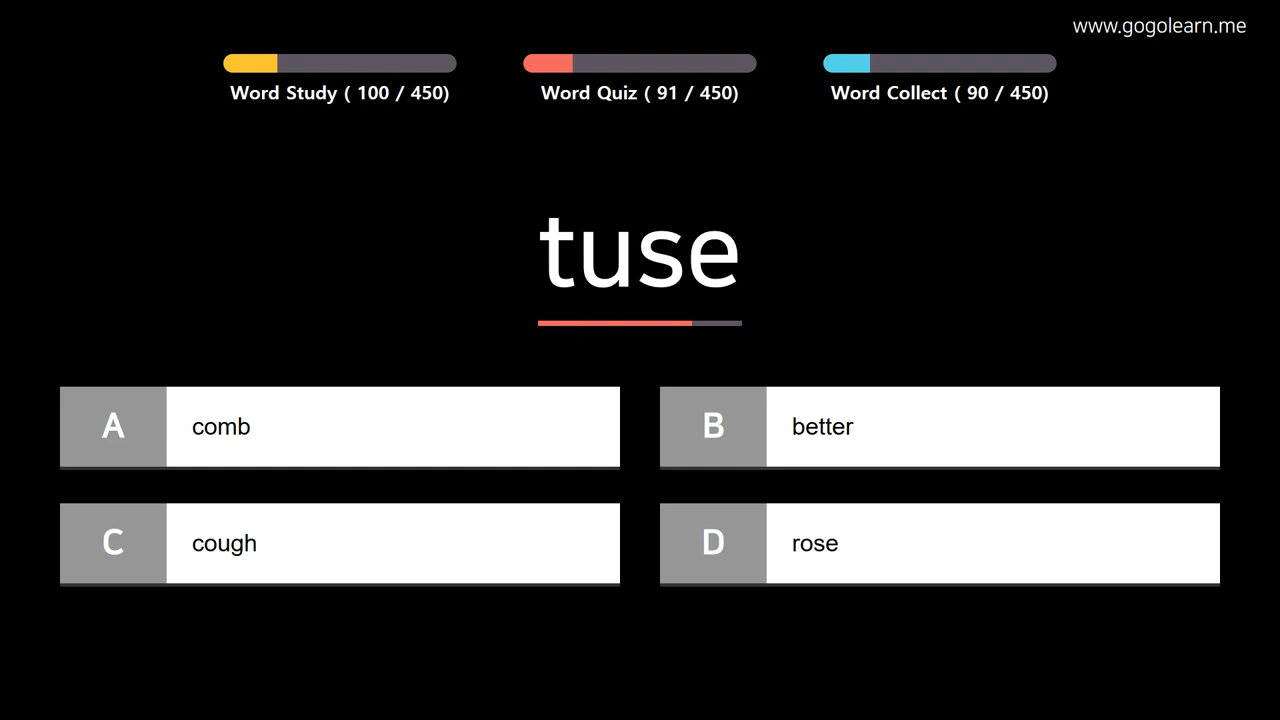 www.gogolearn.me
Word Study ( 100 / 450)
Word Quiz ( 91 / 450)
Word Collect ( 90 / 450)
tuse
A comb
B better
C cough
D rose